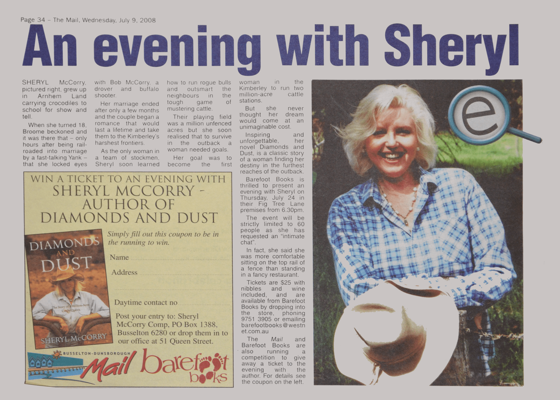 Page 34 – The Mail, Wednesday, July 9, 2008
An evening with Sheryl
SHERYL McCorry,
pictured right, grew up
in Arnhem Land
carrying crocodiles to
school for show and
tell.
When she turned 18,
Broome beckoned and
it was there that – only
hours after being rail-
roaded into marriage
by a fast-talking Yank –
that she locked eyes
with Bob McCorry, a
drover and buffalo
shooter.
Her marriage ended
after only a few months
and the couple began a
romance that would
last a lifetime and take
them to the Kimberley's
harshest frontiers.
As the only woman in
a team of stockmen,
Sheryl soon learned
how to run rogue bulls
and outsmart the
neighbours in the
tough game of
mustering cattle.
Their playing field
was a million unfenced
acres but she soon
realised that to survive
in the outback a
woman needed goals.
Her goal was to
become the first
woman in the
Kimberley to run two
million-acre cattle
stations.
But she never
thought her dream
would come at an
unimaginable cost.
Inspiring and
unforgettable, her
novel Diamonds and
Dust, is a classic story
of a woman finding her
destiny in the furthest
reaches of the outback.
Barefoot Books is
thrilled to present an
evening with Sheryl on
Thursday, July 24 in
their Fig Tree Lane
premises from 6.30pm.
The event will be
strictly limited to 60
people as she has
requested an "intimate
chat".
In fact, she said she
was more comfortable
sitting on the top rail of
a fence than standing
in a fancy restaurant.
Tickets are $25 with
nibbles and wine
included, and are
available from Barefoot
Books by dropping into
the store, phoning
9751 3905 or emailing
barefootbooks@westn
et.com.au
The Mail and
Barefoot Books are
also running a
competition to give
away a ticket to the
evening with the
author. For details see
the coupon on the left.
e
WIN A TICKET TO AN EVENING WITH
SHERYL MCCORRY -
AUTHOR OF
DIAMONDS AND DUST
Simply fill out this coupon to be in
the running to win.
Name
Address
Daytime contact no
Post your entry to: Sheryl
McCorry Comp, PO Box 1388,
Busselton 6280 or drop them in to
our office at 51 Queen Street.
DIAMONDS
AND
DUST
SHERYL McCORRY
BUSSELTON-DUNSBOROUGH
Mail
barefoot
books